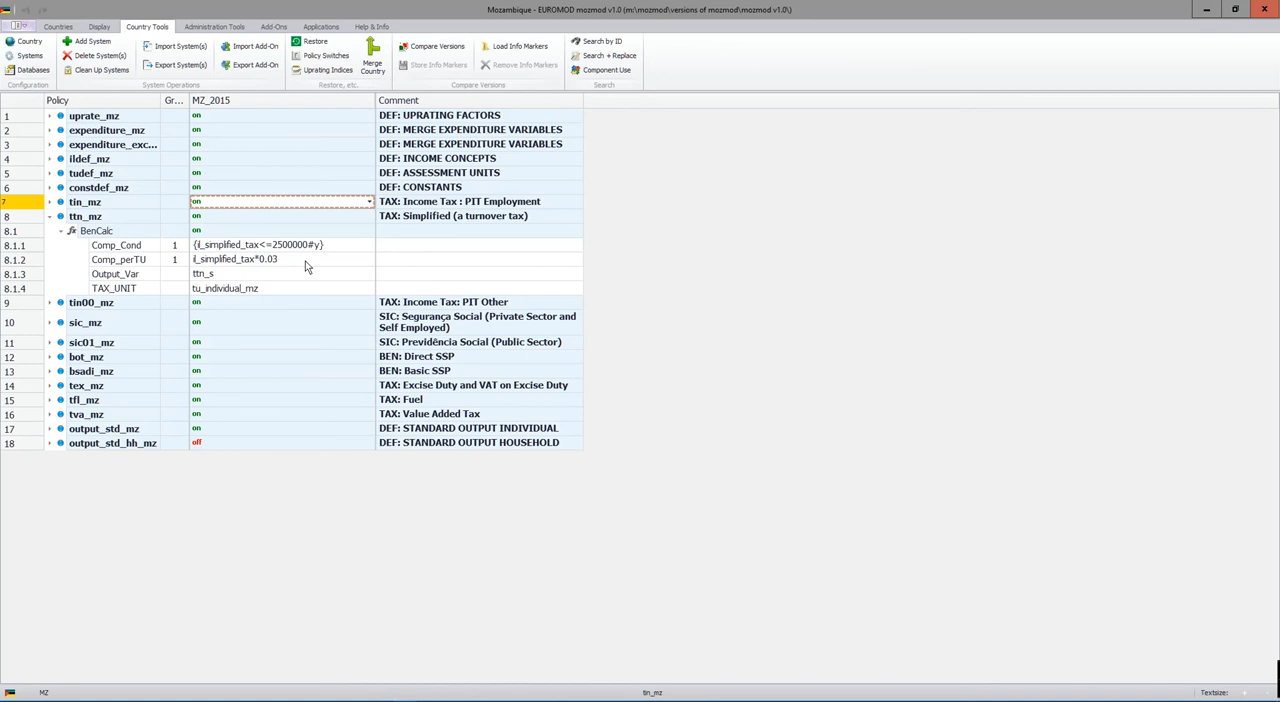 Mozambique - EUROMOD mozmod v1.0 (m:\mozmod\versions of mozmod\mozmod v1.0\)
Countries Display Country Tools Administration Tools Add-Ons Applications Help & Info
Country Add System Import System(s) Import Add-On Restore Compare Versions Load Info Markers Search by ID
Systems Delete System(s) Policy Switches Search + Replace
Export System(s) Export Add-On Merge Country Store Info Markers Remove Info Markers
Databases Clean Up Systems Uprating Indices Component Use
Configuration System Operations Restore, etc. Compare Versions Search
Policy Gr... MZ_2015 Comment
1 uprate_mz on DEF: UPRATING FACTORS
2 expenditure_mz on DEF: MERGE EXPENDITURE VARIABLES
3 expenditure_exc... on DEF: MERGE EXPENDITURE VARIABLES
4 ildef_mz on DEF: INCOME CONCEPTS
5 tudef_mz on DEF: ASSESSMENT UNITS
6 constdef_mz on DEF: CONSTANTS
7 tin_mz on TAX: Income Tax : PIT Employment
8 ttn_mz on TAX: Simplified (a turnover tax)
8.1 fx BenCalc on
8.1.1 Comp_Cond 1 {il_simplified_tax<=2500000#y}
8.1.2 Comp_perTU 1 il_simplified_tax*0.03
8.1.3 Output_Var ttn_s
8.1.4 TAX_UNIT tu_individual_mz
9 tin00_mz on TAX: Income Tax: PIT Other
10 sic_mz on SIC: Segurança Social (Private Sector and
Self Employed)
11 sic01_mz on SIC: Previdência Social (Public Sector)
12 bot_mz on BEN: Direct SSP
13 bsadi_mz on BEN: Basic SSP
14 tex_mz on TAX: Excise Duty and VAT on Excise Duty
15 tfl_mz on TAX: Fuel
16 tva_mz on TAX: Value Added Tax
17 output_std_mz on DEF: STANDARD OUTPUT INDIVIDUAL
18 output_std_hh_mz off DEF: STANDARD OUTPUT HOUSEHOLD
MZ tin_mz Textsize: + -